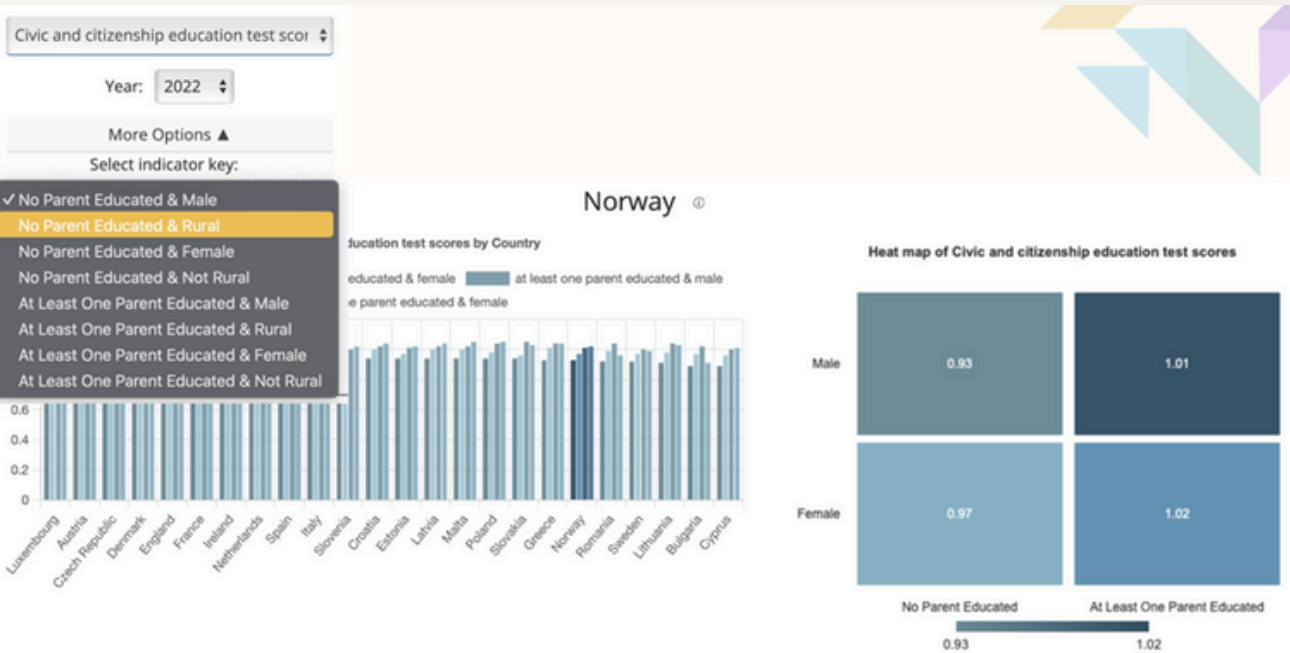 Civic and citizenship education test scor
Year: 2022
More Options ▲
Select indicator key:
✓ No Parent Educated & Male
No Parent Educated & Rural
No Parent Educated & Female
No Parent Educated & Not Rural
At Least One Parent Educated & Male
At Least One Parent Educated & Rural
At Least One Parent Educated & Female
At Least One Parent Educated & Not Rural
Norway
ducation test scores by Country
educated & female at least one parent educated & male
e parent educated & female
0.6
0.4
0.2
0
Luxembourg
Austria
Czech Republic
Denmark
England
France
Ireland
Netherlands
Spain
Italy
Slovenia
Croatia
Estonia
Latvia
Malta
Poland
Slovakia
Greece
Norway
Romania
Sweden
Lithuania
Bulgaria
Cyprus
Heat map of Civic and citizenship education test scores
Male 0.93 1.01
Female 0.97 1.02
No Parent Educated At Least One Parent Educated
0.93 1.02